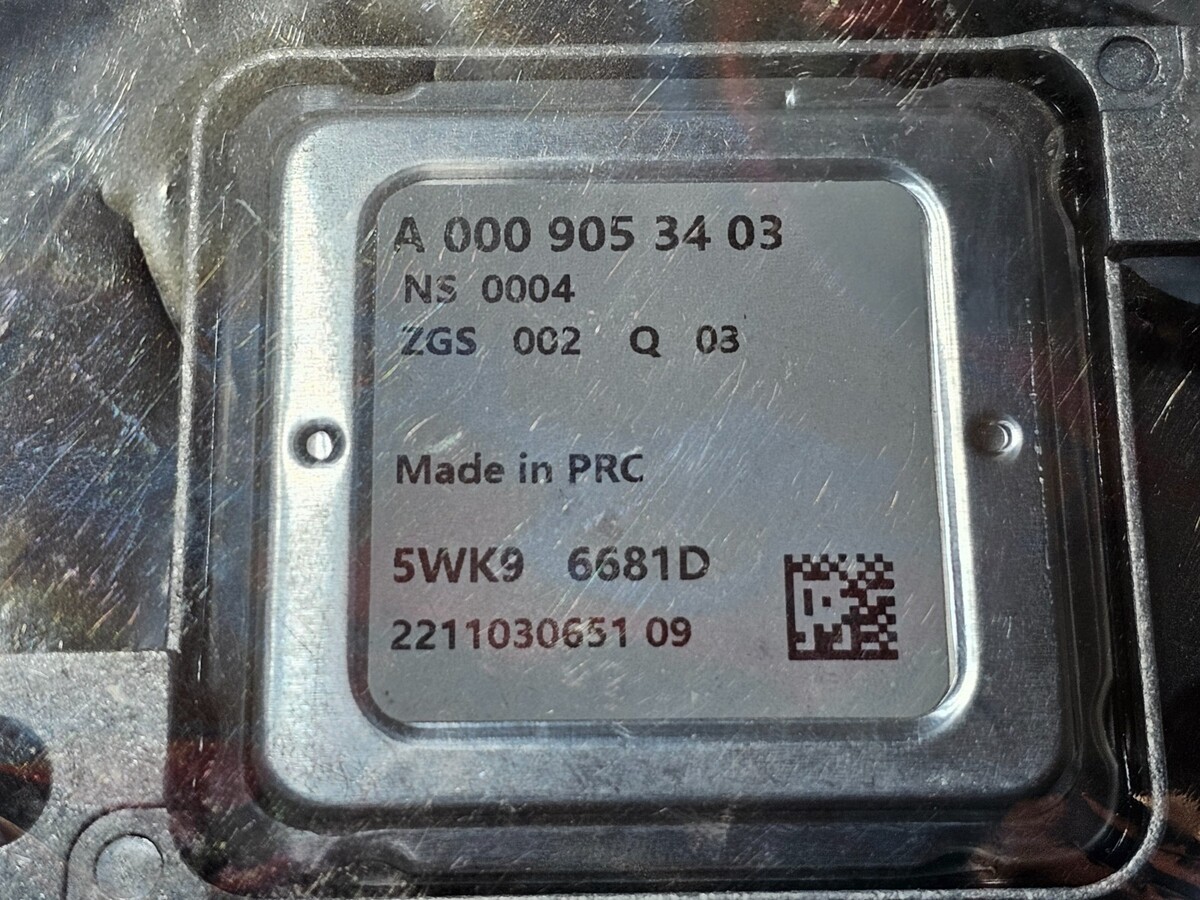 A 000 905 34 03
NS 0004
ZGS 002 Q 03
Made in PRC
5WK9 6681D
2211030651 09